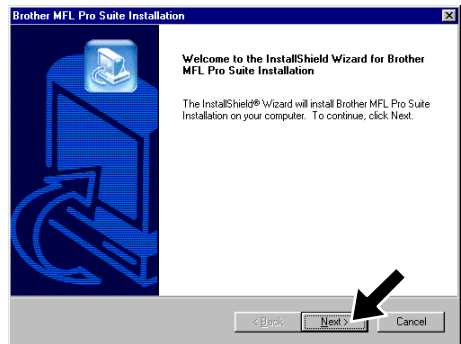 Brother MFL Pro Suite Installation
Welcome to the InstallShield Wizard for Brother
MFL Pro Suite Installation
The InstallShield® Wizard will install Brother MFL Pro Suite
Installation on your computer. To continue, click Next.
< Back
Next >
Cancel